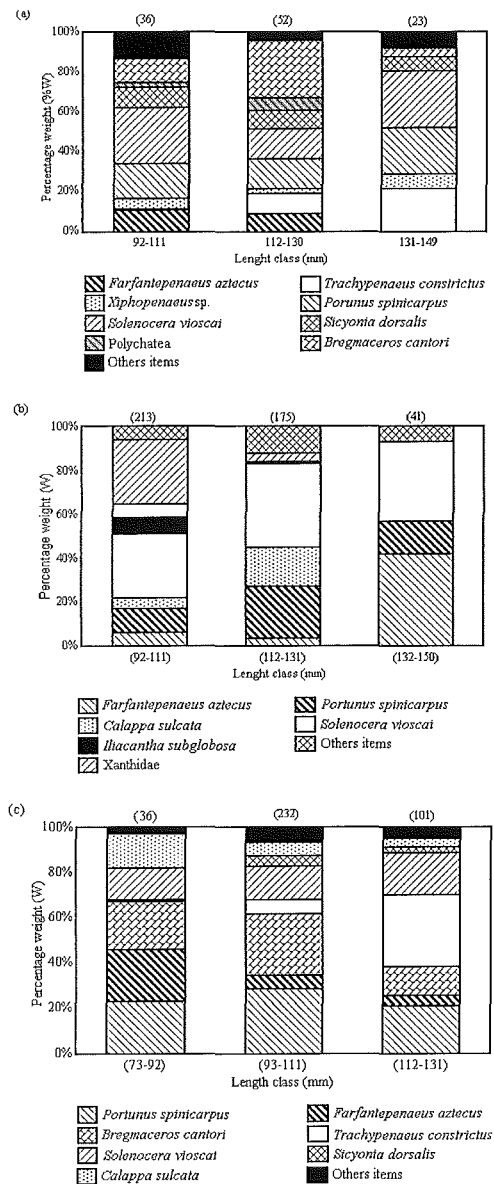 (a)
(36) (52) (23)
Percentage weight (%W)
100%
80%
60%
40%
20%
0%
92-111 112-130 131-149
Lenght class (mm)
Farfantepenaeus aztecus Trachypenaeus constrictus
Xiphopenaeus sp. Porunus spinicarpus
Solenocera vioscai Sicyonia dorsalis
Polychatea Bregmaceros cantori
Others items
(b)
(213) (175) (41)
Percentage weight (W)
100%
80%
60%
40%
20%
0%
(92-111) (112-131) (132-150)
Lenght class (mm)
Farfantepenaeus aztecus Portunus spinicarpus
Calappa sulcata Solenocera vioscai
Iliacantha subglobosa Others items
Xanthidae
(c)
(36) (232) (101)
Percentage weight (W)
100%
80%
60%
40%
20%
0%
(73-92) (93-111) (112-131)
Length class (mm)
Portunus spinicarpus Farfantepenaeus aztecus
Bregmaceros cantori Trachypenaeus constrictus
Solenocera vioscai Sicyonia dorsalis
Calappa sulcata Others items